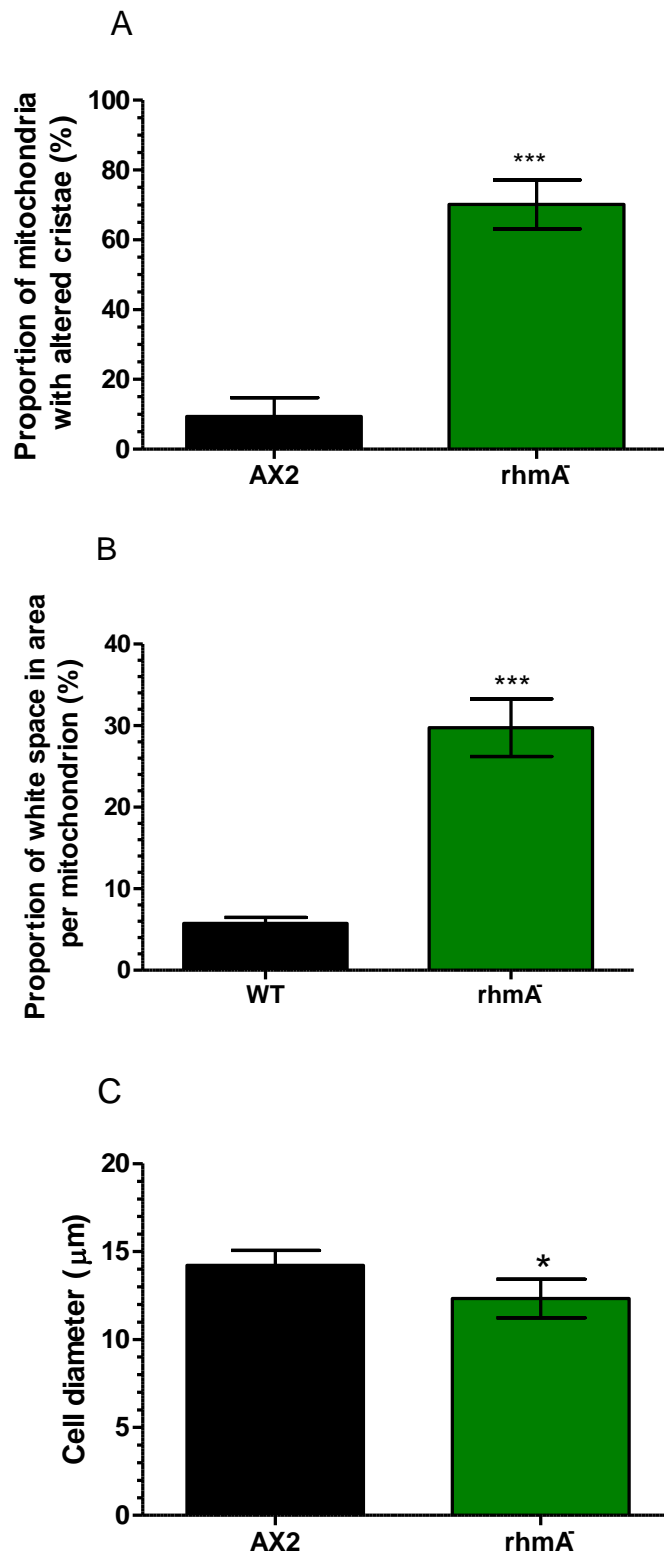 A
Proportion of mitochondria
with altered cristae (%)
100
80
60
40
20
0
***
AX2
rhmA⁻
B
Proportion of white space in area
per mitochondrion (%)
40
30
20
10
0
***
WT
rhmA⁻
C
Cell diameter (μm)
20
15
10
5
0
*
AX2
rhmA⁻